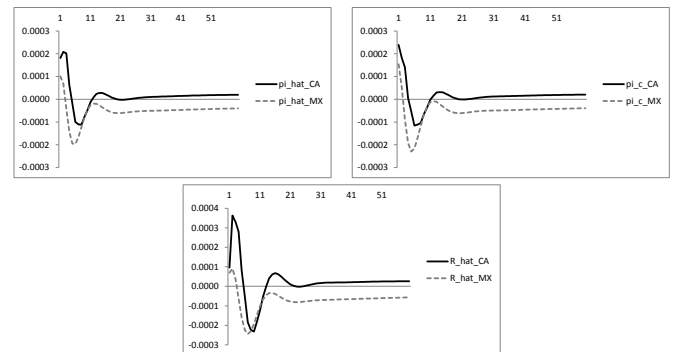 1 11 21 31 41 51
0.0003
0.0002
0.0001
0.0000
-0.0001
-0.0002
-0.0003
pi_hat_CA
pi_hat_MX
1 11 21 31 41 51
0.0003
0.0002
0.0001
0.0000
-0.0001
-0.0002
-0.0003
pi_c_CA
pi_c_MX
1 11 21 31 41 51
0.0004
0.0003
0.0002
0.0001
0.0000
-0.0001
-0.0002
-0.0003
R_hat_CA
R_hat_MX